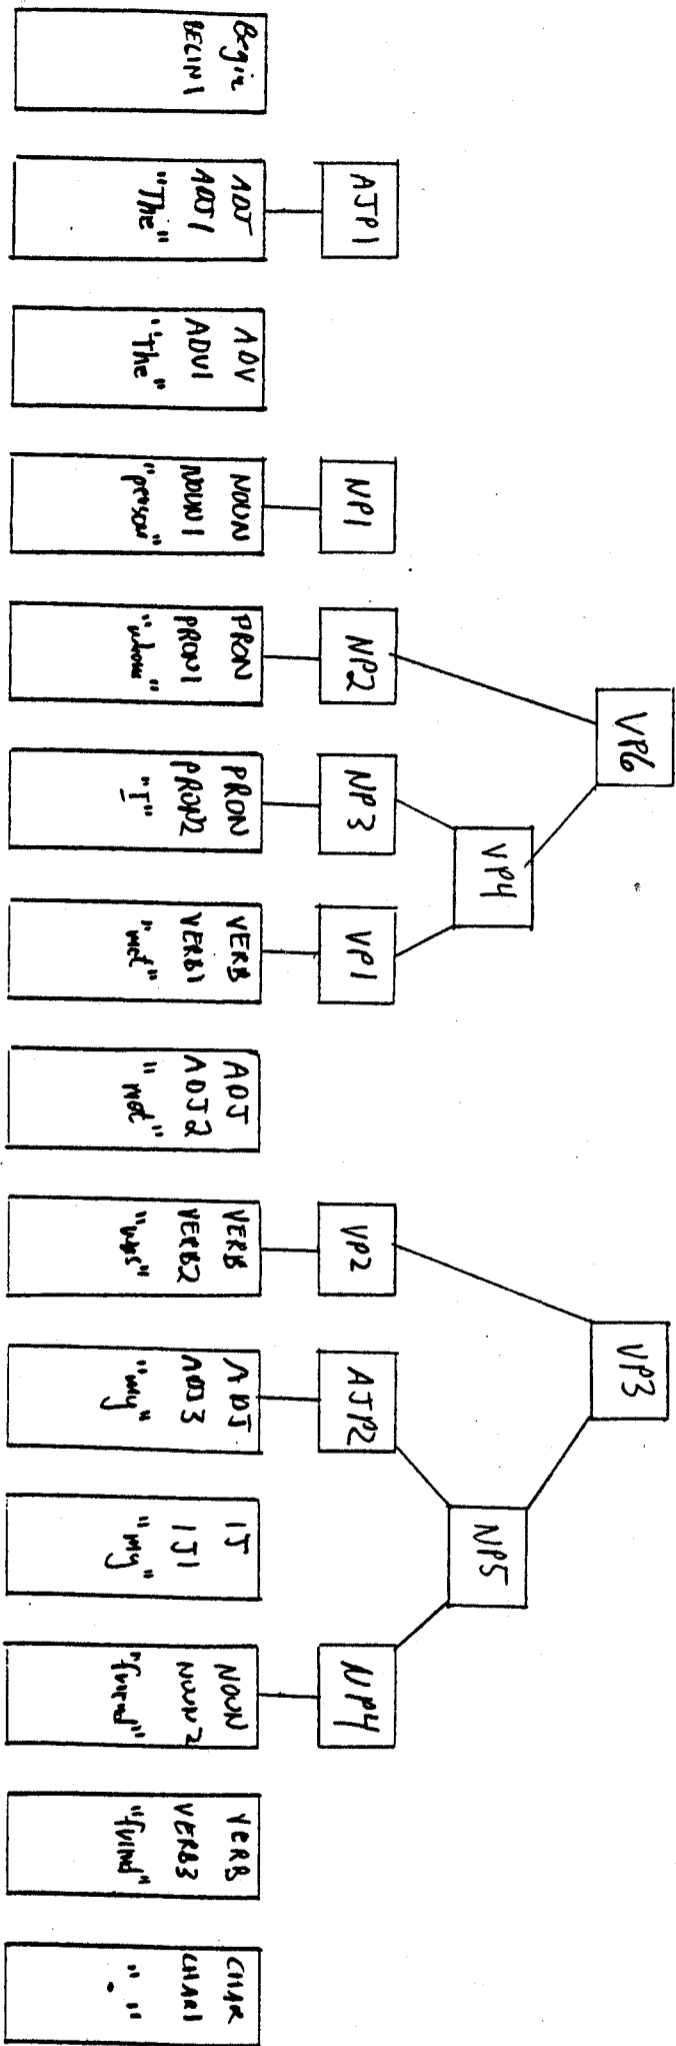 Begin
BEGIN1
AJP1
ADJ
ADJ1
"The"
ADV
ADV1
"the"
NP1
NOUN
NOUN1
"person"
VP6
NP2
PRON
PRON1
"whom"
VP4
NP3
PRON
PRON2
"I"
VP1
VERB
VERB1
"met"
ADJ
ADJ2
"met"
VP3
VP2
VERB
VERB2
"was"
NP5
AJP2
ADJ
ADJ3
"my"
IJ
IJ1
"my"
NP4
NOUN
NOUN2
"friend"
VERB
VERB3
"friend"
CHAR
CHAR1
"."